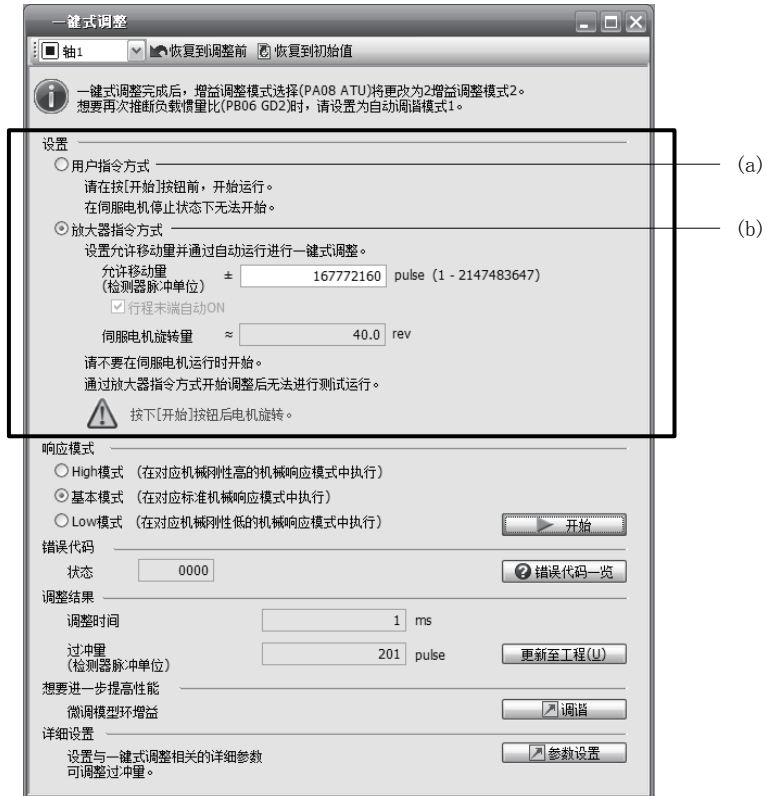 一键式调整
轴1 恢复到调整前 恢复到初始值
一键式调整完成后，增益调整模式选择(PA08 ATU)将更改为2增益调整模式2。
想要再次推断负载惯量比(PB06 GD2)时，请设置为自动调谐模式1。
设置
用户指令方式 (a)
请在按[开始]按钮前，开始运行。
在伺服电机停止状态下无法开始。
放大器指令方式 (b)
设置允许移动量并通过自动运行进行一键式调整。
允许移动量
(检测器脉冲单位) ± 167772160 pulse (1 - 2147483647)
行程末端自动ON
伺服电机旋转量 ≈ 40.0 rev
请不要在伺服电机运行时开始。
通过放大器指令方式开始调整后无法进行测试运行。
按下[开始]按钮后电机旋转。
响应模式
High模式 (在对应机械刚性高的机械响应模式中执行)
基本模式 (在对应标准机械响应模式中执行)
Low模式 (在对应机械刚性低的机械响应模式中执行)
开始
错误代码
状态 0000 错误代码一览
调整结果
调整时间 1 ms
过冲量
(检测器脉冲单位) 201 pulse 更新至工程(U)
想要进一步提高性能
微调模型环增益 调谐
详细设置
设置与一键式调整相关的详细参数 参数设置
可调整过冲量。